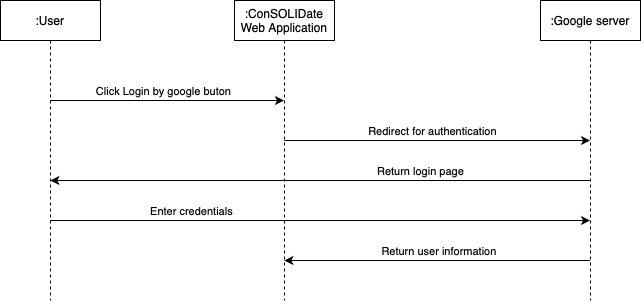 :User
:ConSOLIDate
Web Application
:Google server
Click Login by google buton
Redirect for authentication
Return login page
Enter credentials
Return user information